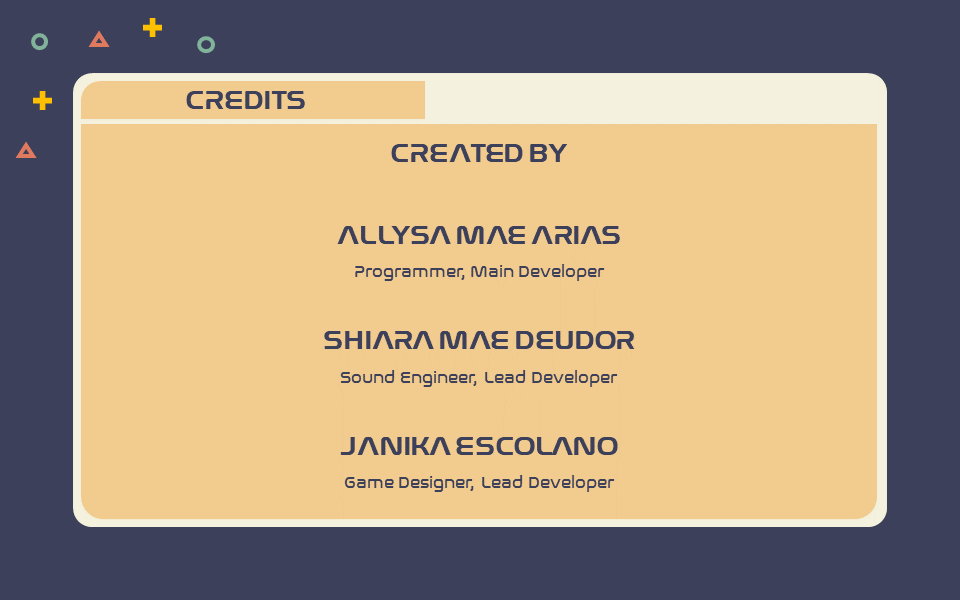 CREDITS
CREATED BY
ALLYSA MAE ARIAS
Programmer, Main Developer
SHIARA MAE DEUDOR
Sound Engineer, Lead Developer
JANIKA ESCOLANO
Game Designer, Lead Developer